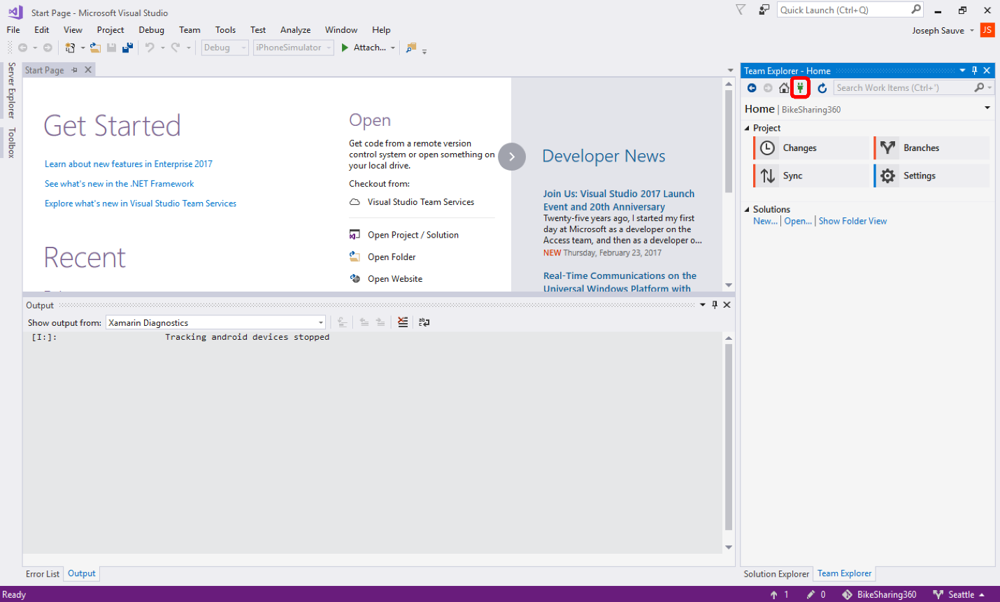 Start Page - Microsoft Visual Studio
Quick Launch (Ctrl+Q)
File Edit View Project Debug Team Tools Test Analyze Window Help
Joseph Sauve
JS
Debug
iPhoneSimulator
Attach...
Server Explorer
Toolbox
Start Page
Get Started
Learn about new features in Enterprise 2017
See what's new in the .NET Framework
Explore what's new in Visual Studio Team Services
Recent
Open
Get code from a remote version
control system or open something on
your local drive.
Checkout from:
Visual Studio Team Services
Open Project / Solution
Open Folder
Open Website
Developer News
Join Us: Visual Studio 2017 Launch
Event and 20th Anniversary
Twenty-five years ago, I started my first
day at Microsoft as a developer on the
Access team, and then as a developer o...
NEW Thursday, February 23, 2017
Real-Time Communications on the
Universal Windows Platform with
Output
Show output from: Xamarin Diagnostics
[I:]: Tracking android devices stopped
Error List
Output
Team Explorer - Home
Search Work Items (Ctrl+')
Home | BikeSharing360
Project
Changes
Branches
Sync
Settings
Solutions
New... | Open... | Show Folder View
Solution Explorer
Team Explorer
Ready
1
0
BikeSharing360
Seattle